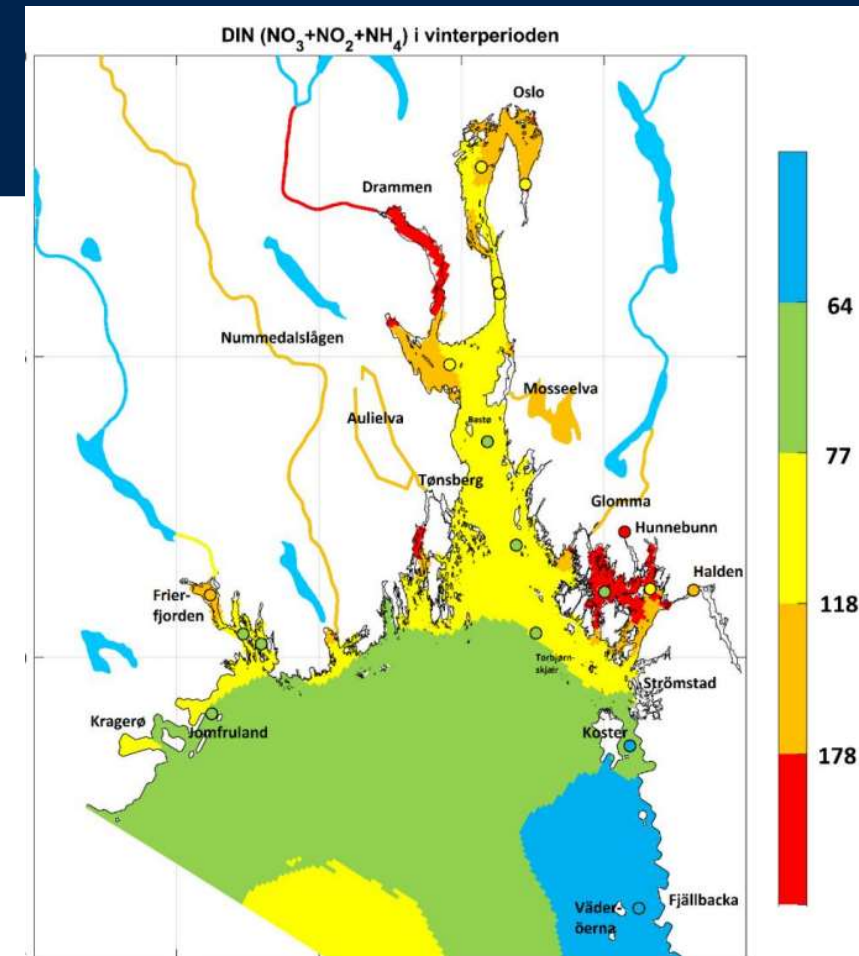 DIN (NO₃+NO₂+NH₄) i vinterperioden
Oslo
Drammen
64
Nummedalslågen
Mosseelva
Aulielva
Bastø
77
Tønsberg
Glomma
Hunnebunn
Halden
Frier-
fjorden
118
Torbjørn-
skjær
Strömstad
Kragerø
Jomfruland
Koster
178
Väder-
öerna
Fjällbacka